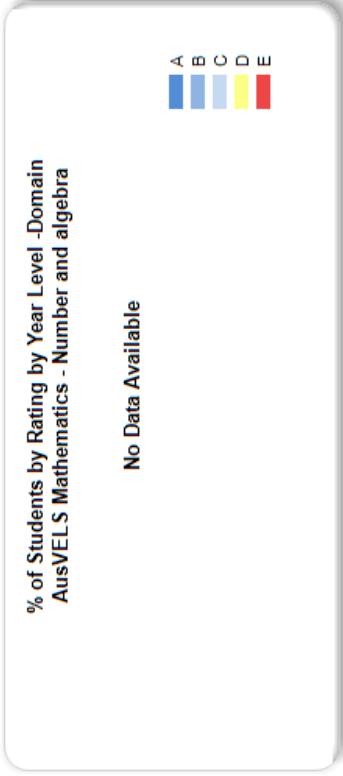 % of Students by Rating by Year Level -Domain
AusVELS Mathematics - Number and algebra
No Data Available
A
B
C
D
E